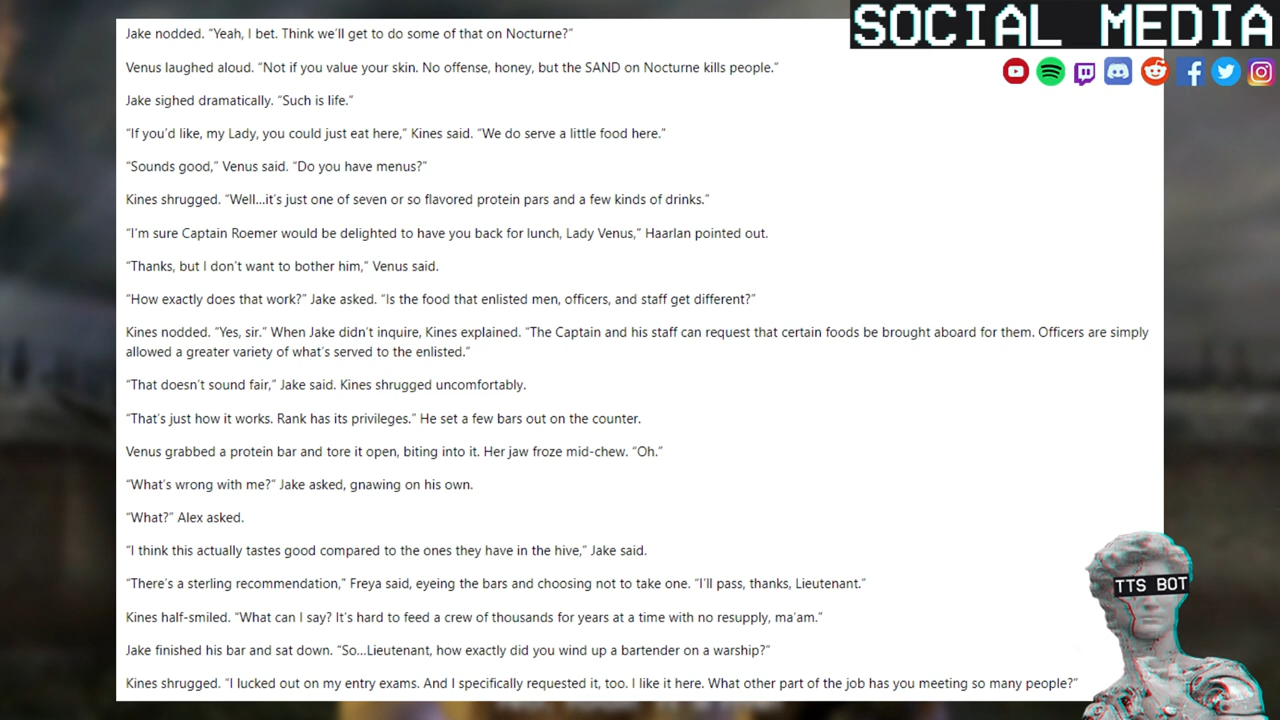 SOCIAL MEDIA
Jake nodded. “Yeah, I bet. Think we’ll get to do some of that on Nocturne?”
Venus laughed aloud. “Not if you value your skin. No offense, honey, but the SAND on Nocturne kills people.”
Jake sighed dramatically. “Such is life.”
“If you’d like, my Lady, you could just eat here,” Kines said. “We do serve a little food here.”
“Sounds good,” Venus said. “Do you have menus?”
Kines shrugged. “Well…it’s just one of seven or so flavored protein pars and a few kinds of drinks.”
“I’m sure Captain Roemer would be delighted to have you back for lunch, Lady Venus,” Haarlan pointed out.
“Thanks, but I don’t want to bother him,” Venus said.
“How exactly does that work?” Jake asked. “Is the food that enlisted men, officers, and staff get different?”
Kines nodded. “Yes, sir.” When Jake didn’t inquire, Kines explained. “The Captain and his staff can request that certain foods be brought aboard for them. Officers are simply
allowed a greater variety of what’s served to the enlisted.”
“That doesn’t sound fair,” Jake said. Kines shrugged uncomfortably.
“That’s just how it works. Rank has its privileges.” He set a few bars out on the counter.
Venus grabbed a protein bar and tore it open, biting into it. Her jaw froze mid-chew. “Oh.”
“What’s wrong with me?” Jake asked, gnawing on his own.
“What?” Alex asked.
“I think this actually tastes good compared to the ones they have in the hive,” Jake said.
“There’s a sterling recommendation,” Freya said, eyeing the bars and choosing not to take one. “I’ll pass, thanks, Lieutenant.”
Kines half-smiled. “What can I say? It’s hard to feed a crew of thousands for years at a time with no resupply, ma’am.”
Jake finished his bar and sat down. “So…Lieutenant, how exactly did you wind up a bartender on a warship?”
Kines shrugged. “I lucked out on my entry exams. And I specifically requested it, too. I like it here. What other part of the job has you meeting so many people?”
TTS BOT